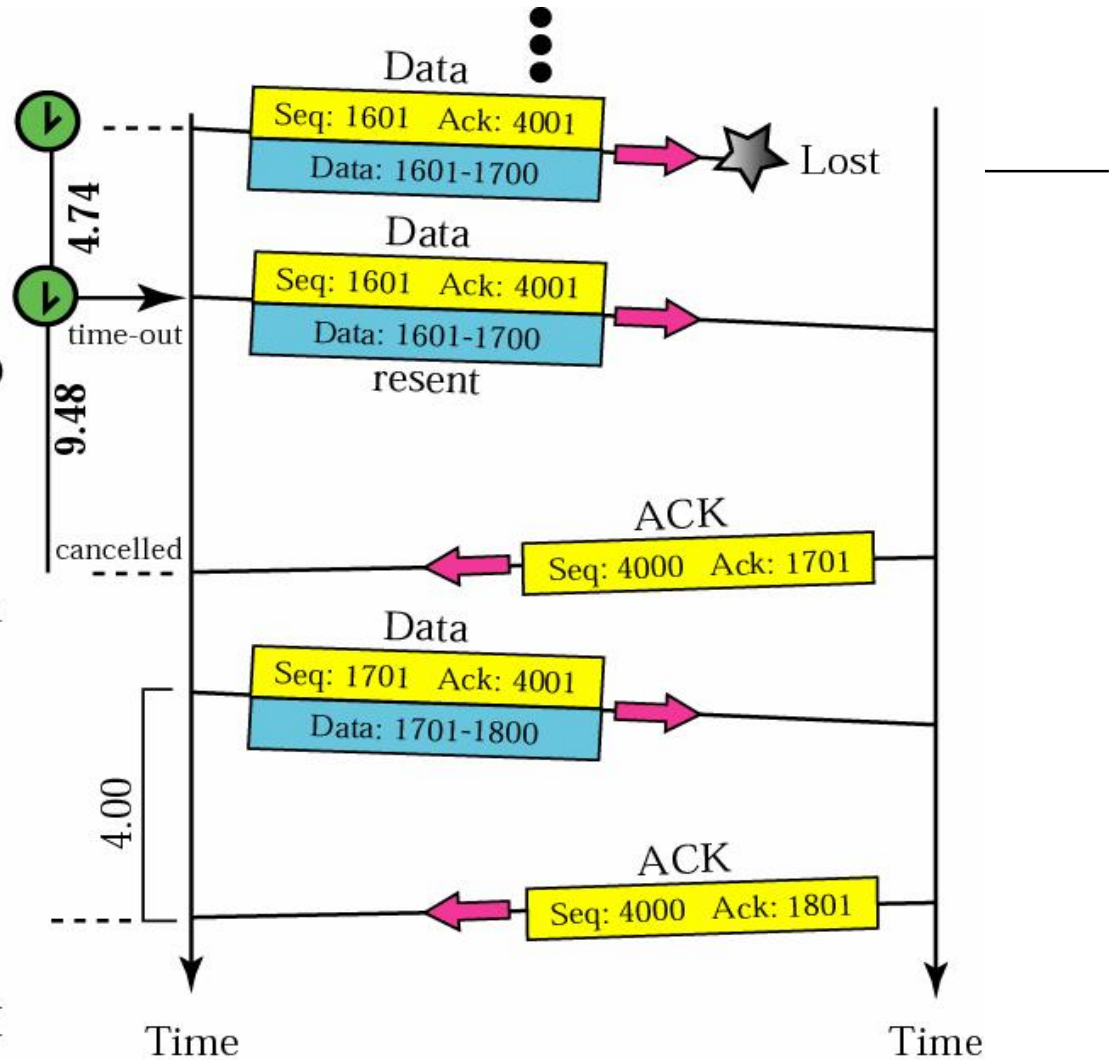 Data
Seq: 1601 Ack: 4001
Data: 1601-1700
Lost
4.74
Data
Seq: 1601 Ack: 4001
Data: 1601-1700
resent
time-out
9.48
ACK
Seq: 4000 Ack: 1701
cancelled
Data
Seq: 1701 Ack: 4001
Data: 1701-1800
4.00
ACK
Seq: 4000 Ack: 1801
Time
Time